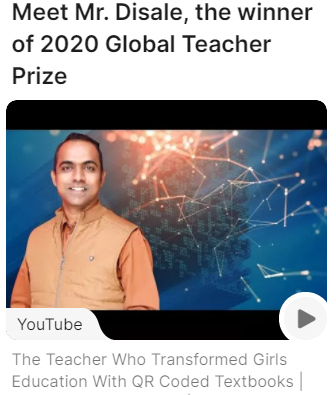 Meet Mr. Disale, the winner
of 2020 Global Teacher
Prize
YouTube
The Teacher Who Transformed Girls
Education With QR Coded Textbooks |